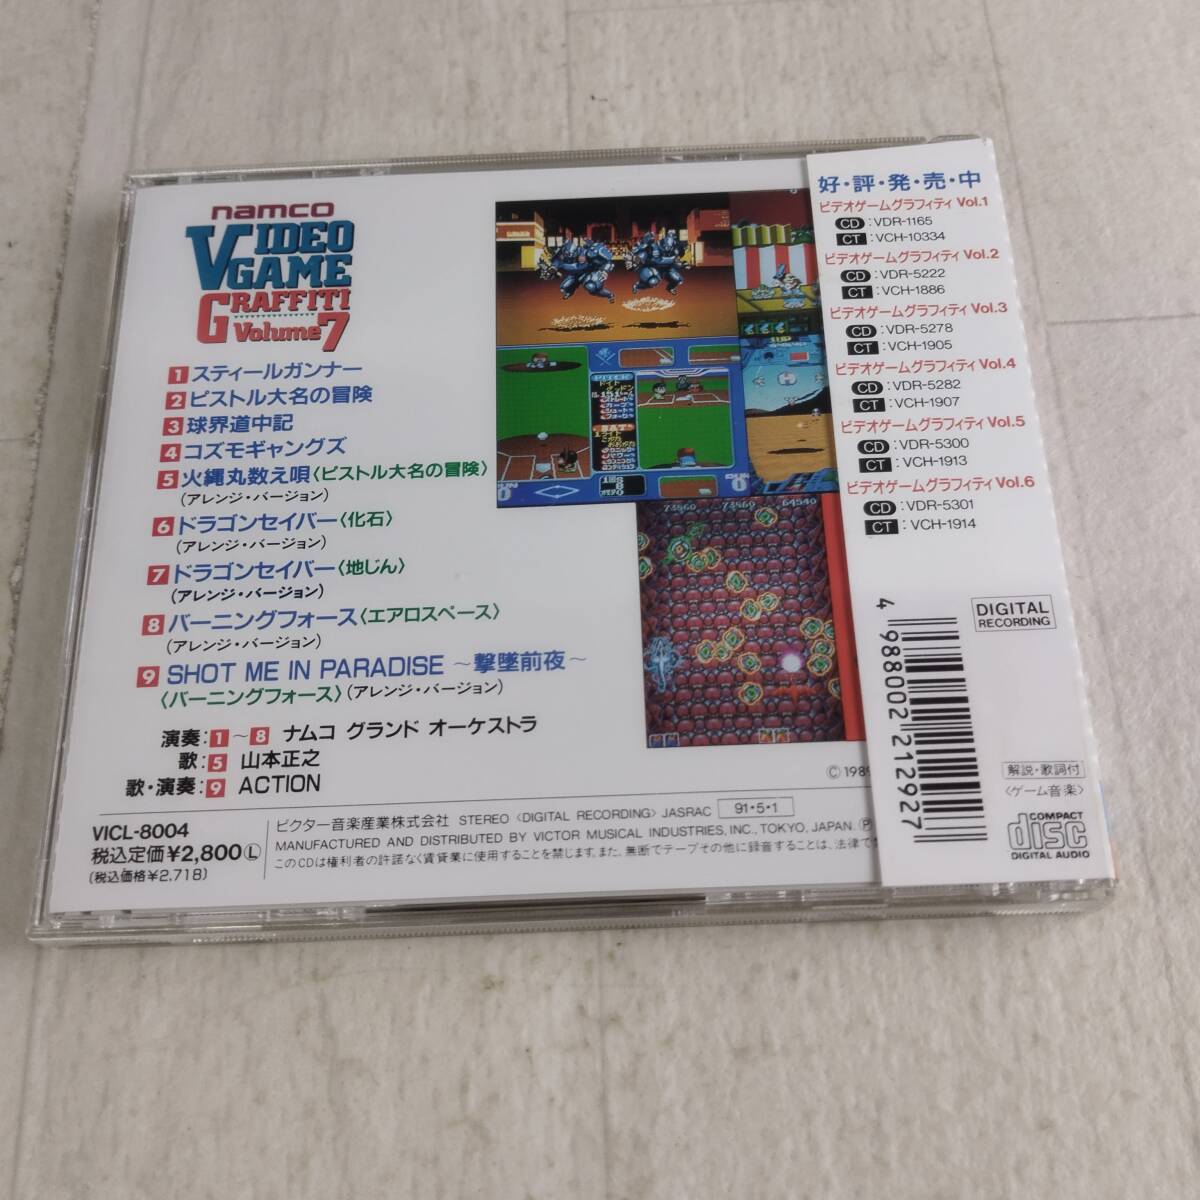 namco
VIDEO
GAME
GRAFFITI
Volume 7
1 スティールガンナー
2 ピストル大名の冒険
3 球界道中記
4 コズモギャングズ
5 火縄丸数え唄〈ピストル大名の冒険〉
(アレンジ・バージョン)
6 ドラゴンセイバー〈化石〉
(アレンジ・バージョン)
7 ドラゴンセイバー〈地じん〉
(アレンジ・バージョン)
8 バーニングフォース〈エアロスペース〉
(アレンジ・バージョン)
9 SHOT ME IN PARADISE ～撃墜前夜～
〈バーニングフォース〉(アレンジ・バージョン)
演奏:1～8 ナムコ グランド オーケストラ
歌:5 山本正之
歌・演奏:9 ACTION
VICL-8004
税込定価¥2,800Ⓛ
(税込価格¥2,718)
ビクター音楽産業株式会社 STEREO〈DIGITAL RECORDING〉JASRAC 91・5・1
MANUFACTURED AND DISTRIBUTED BY VICTOR MUSICAL INDUSTRIES, INC., TOKYO, JAPAN. Ⓟ
このCDは権利者の許諾なく賃貸業に使用することを禁じます。また、無断でテープその他に録音することは、法律で
Ⓒ 1989
1UP
73560 73560 64540
好・評・発・売・中
ビデオゲームグラフィティ Vol.1
CD:VDR-1165
CT:VCH-10334
ビデオゲームグラフィティ Vol.2
CD:VDR-5222
CT:VCH-1886
ビデオゲームグラフィティ Vol.3
CD:VDR-5278
CT:VCH-1905
ビデオゲームグラフィティ Vol.4
CD:VDR-5282
CT:VCH-1907
ビデオゲームグラフィティ Vol.5
CD:VDR-5300
CT:VCH-1913
ビデオゲームグラフィティ Vol.6
CD:VDR-5301
CT:VCH-1914
4 988002 212927
DIGITAL
RECORDING
解説・歌詞付
〈ゲーム音楽〉
COMPACT
disc
DIGITAL AUDIO